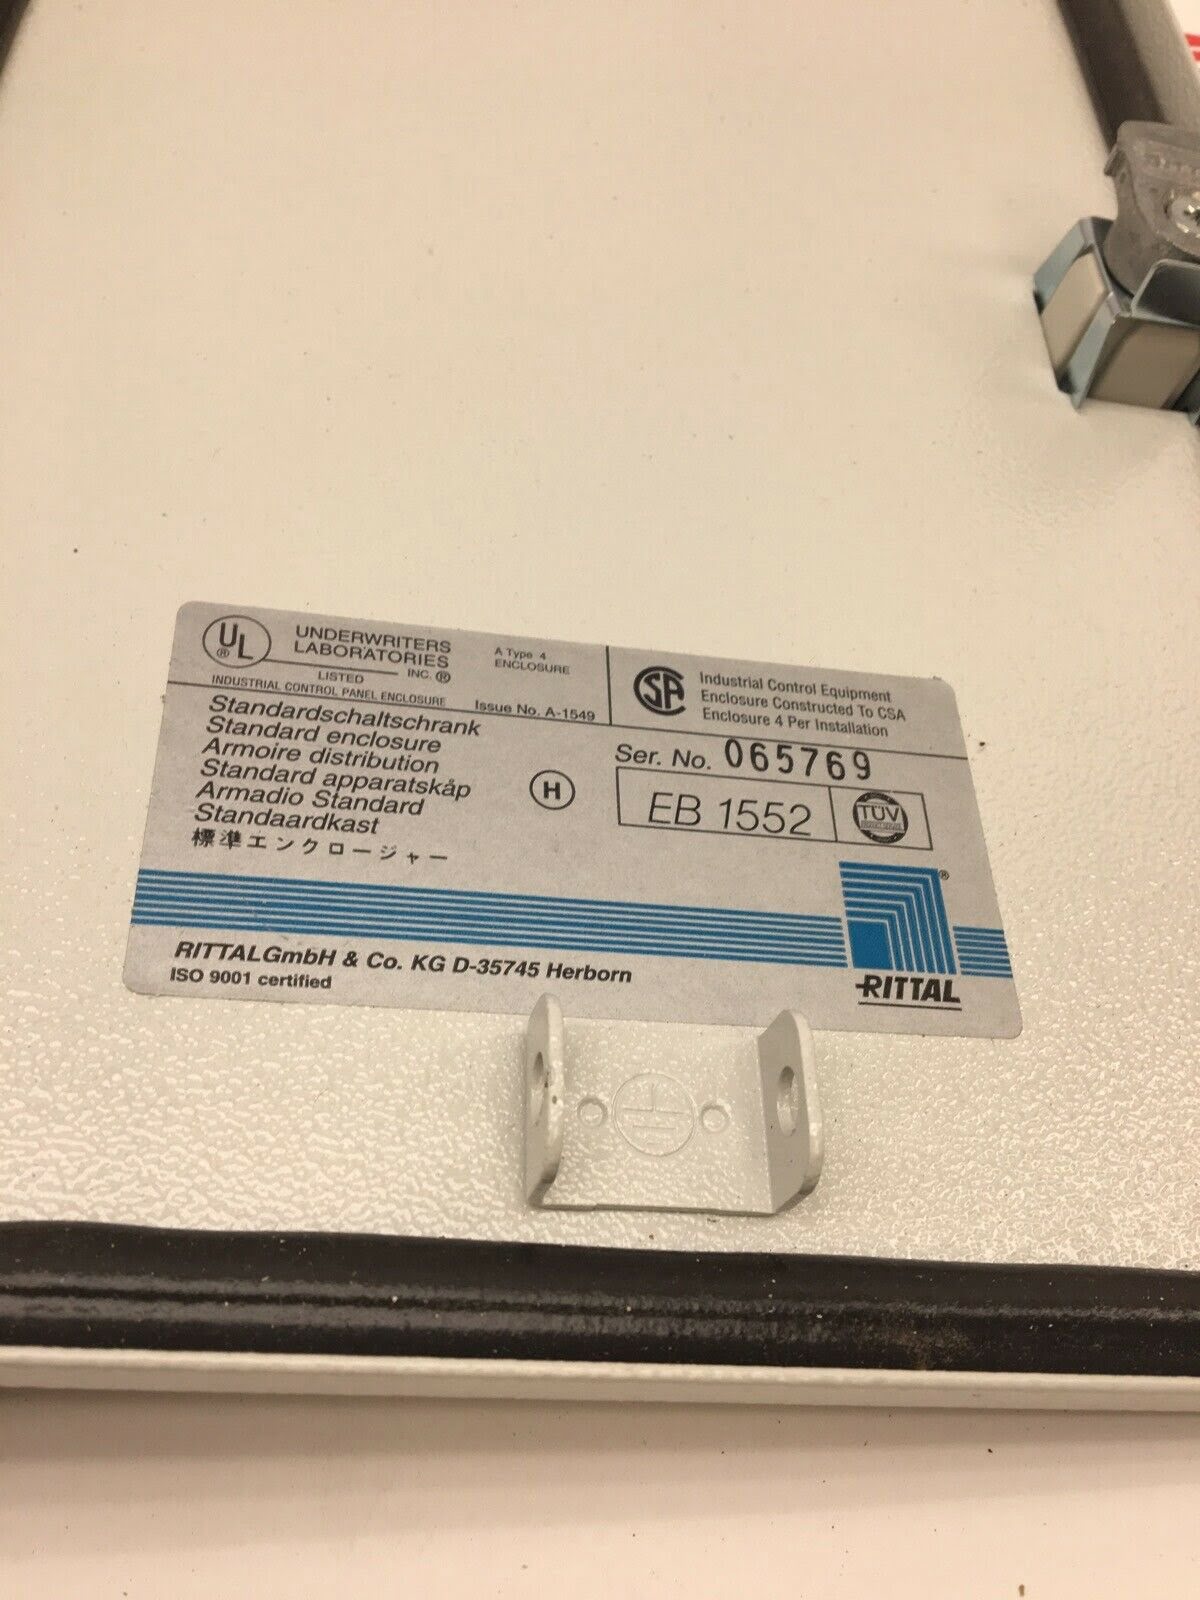 UL
®
UNDERWRITERS
LABORATORIES
INC. ®
LISTED
INDUSTRIAL CONTROL PANEL ENCLOSURE
A Type 4
ENCLOSURE
Issue No. A-1549
SA
Industrial Control Equipment
Enclosure Constructed To CSA
Enclosure 4 Per Installation
Standardschaltschrank
Standard enclosure
Armoire distribution
Standard apparatskåp
Armadio Standard
Standaardkast
標準エンクロージャー
H
Ser. No. 065769
EB 1552
TÜV
®
RITTAL GmbH & Co. KG D-35745 Herborn
ISO 9001 certified
RITTAL